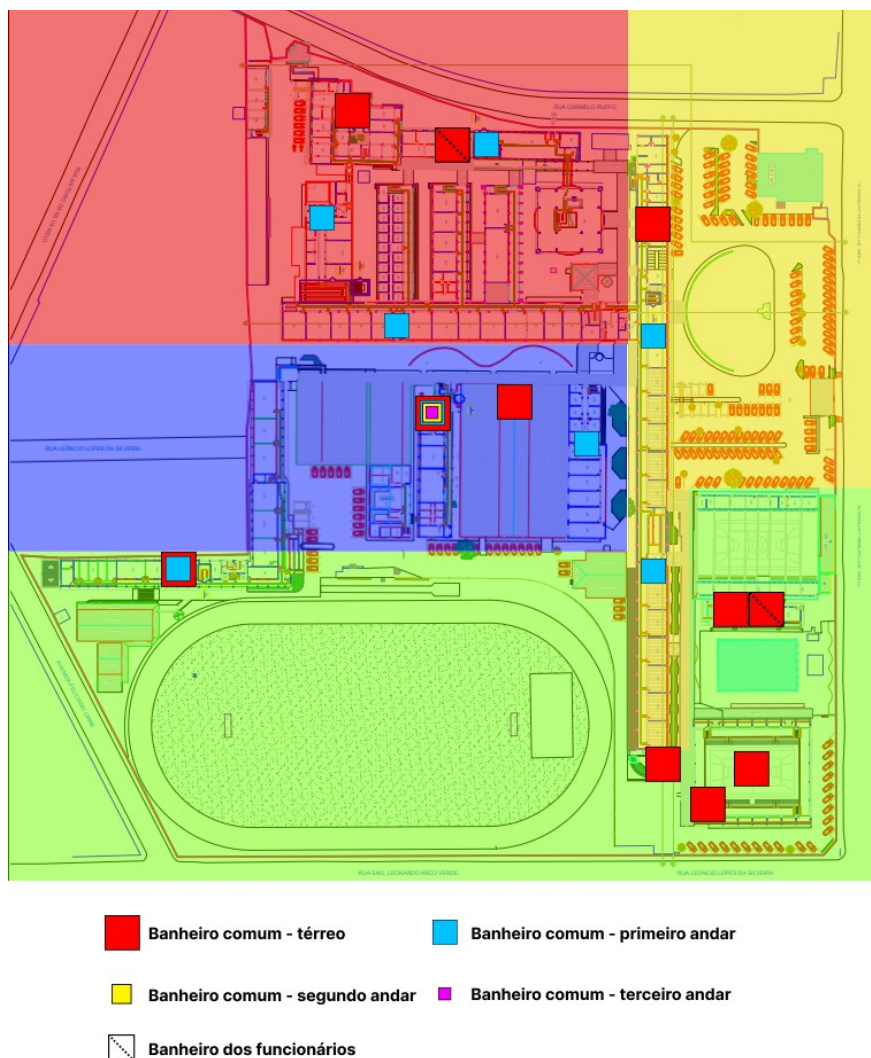 RUA CARMELO RUFFO
RUA LEÔNCIO LOPES DA SILVEIRA
RUA ENG. LEONARDO ARCO VERDE
RUA LEÔNCIO LOPES DA SILVEIRA
Banheiro comum - térreo
Banheiro comum - primeiro andar
Banheiro comum - segundo andar
Banheiro comum - terceiro andar
Banheiro dos funcionários